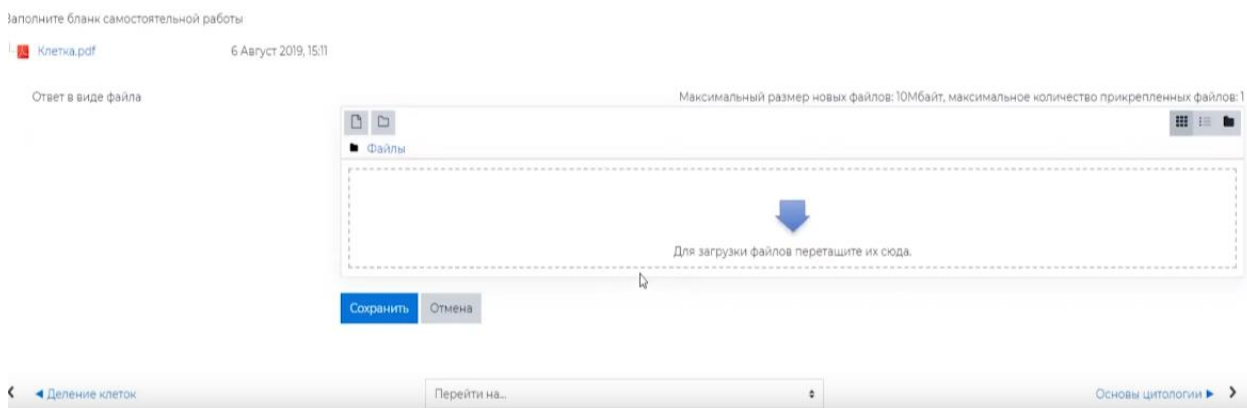 Заполните бланк самостоятельной работы
Клетка.pdf 6 Август 2019, 15:11
Ответ в виде файла Максимальный размер новых файлов: 10Мбайт, максимальное количество прикрепленных файлов: 1
Файлы
Для загрузки файлов перетащите их сюда.
Сохранить Отмена
◄ Деление клеток Перейти на... Основы цитологии ►